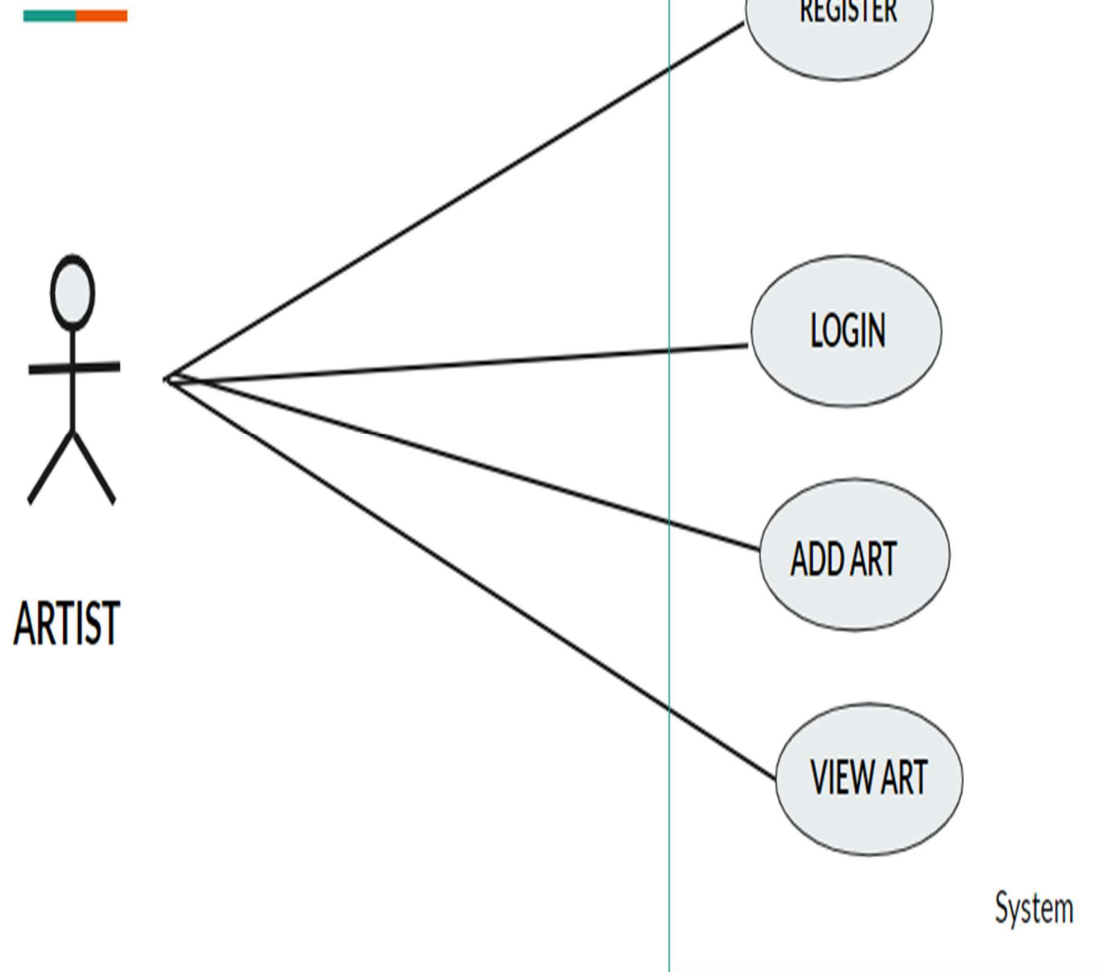 REGISTER
LOGIN
ADD ART
ARTIST
VIEW ART
System